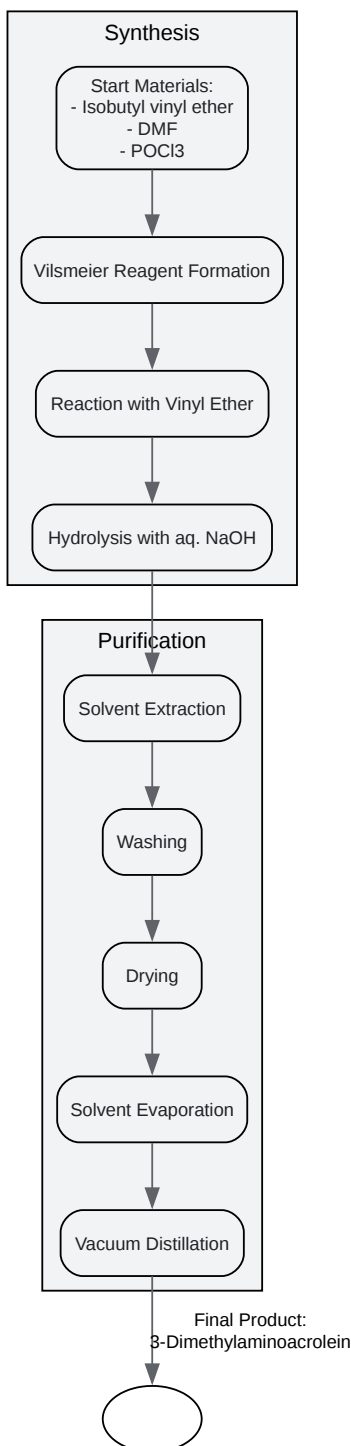 Synthesis
Start Materials:
- Isobutyl vinyl ether
- DMF
- POCl3
Vilsmeier Reagent Formation
Reaction with Vinyl Ether
Hydrolysis with aq. NaOH
Purification
Solvent Extraction
Washing
Drying
Solvent Evaporation
Vacuum Distillation
Final Product:
3-Dimethylaminoacrolein